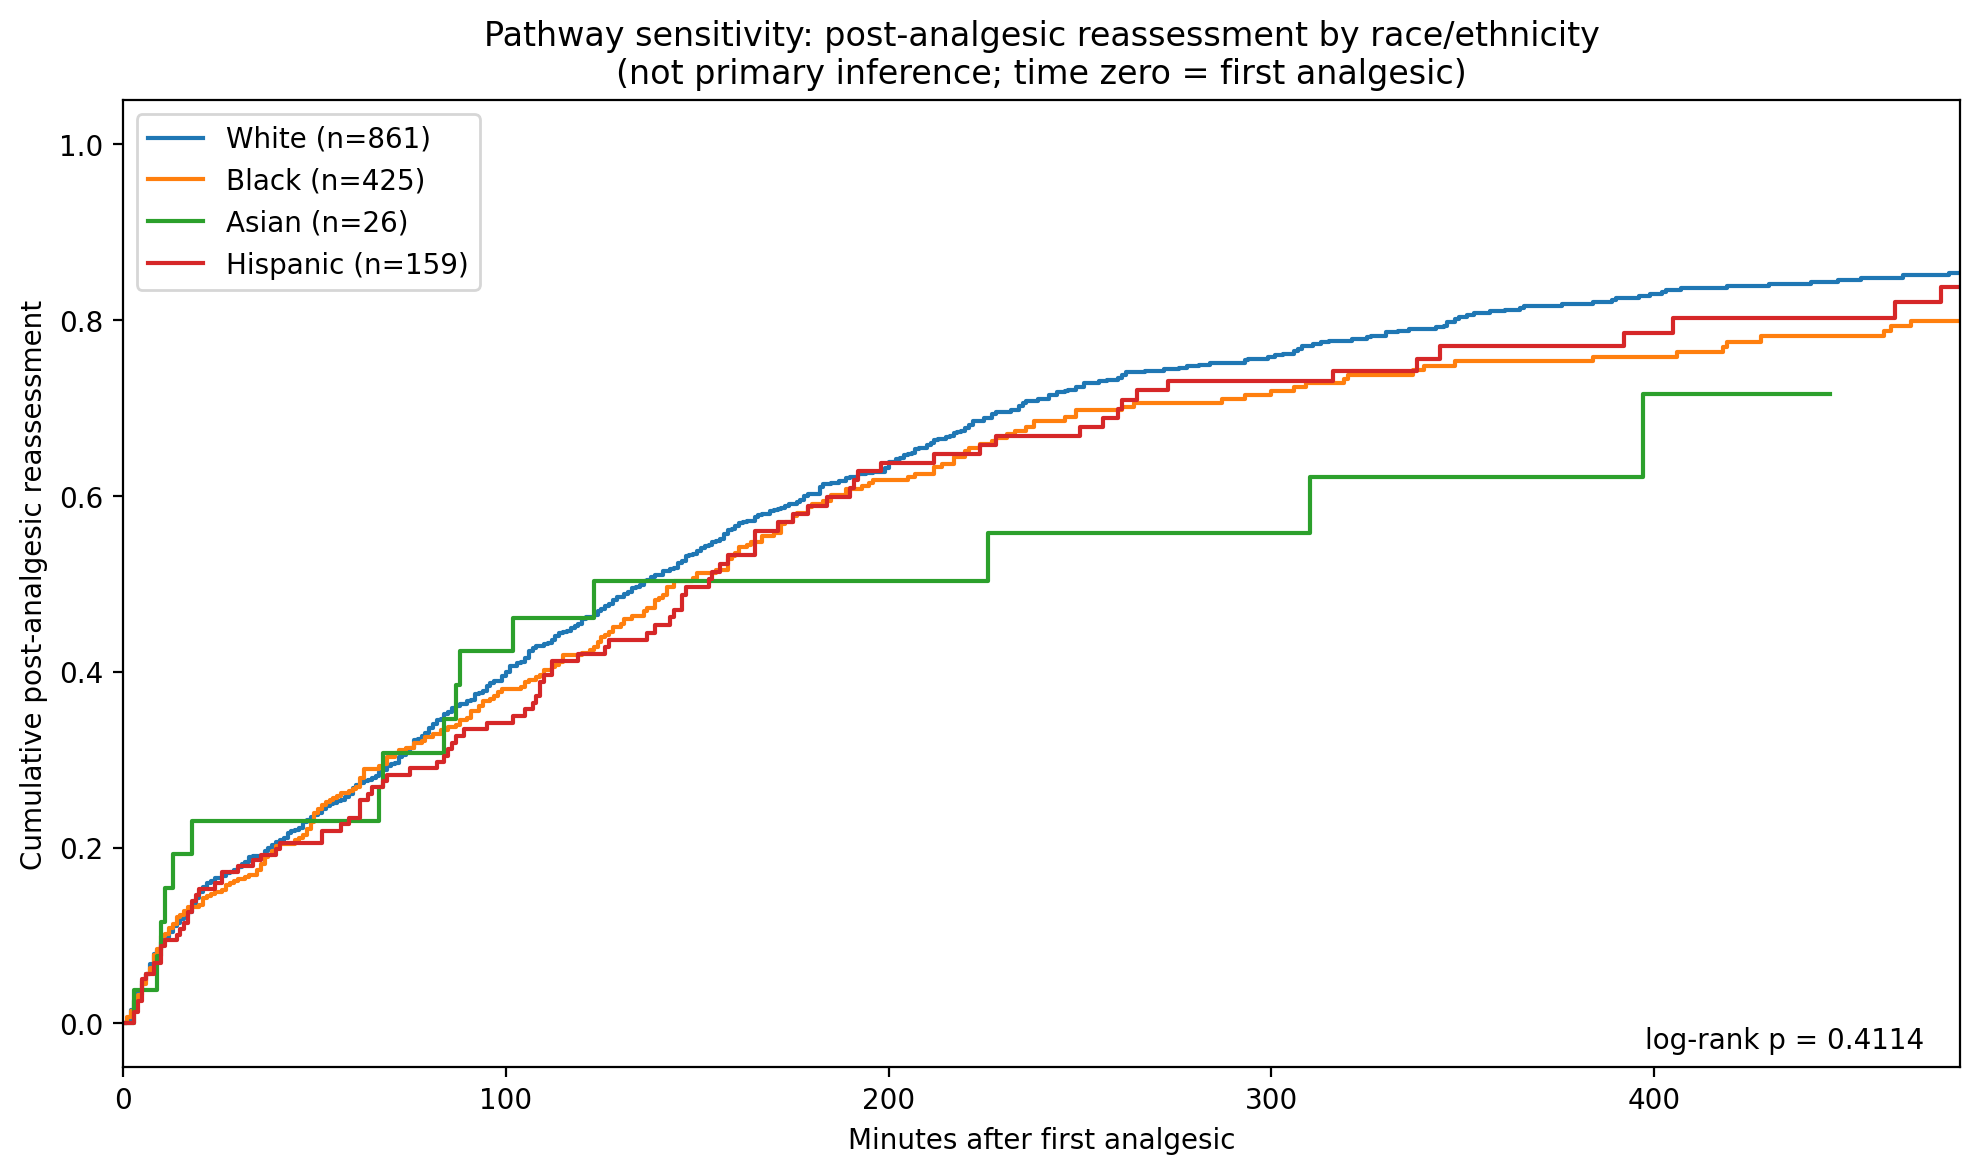 Pathway sensitivity: post-analgesic reassessment by race/ethnicity
(not primary inference; time zero = first analgesic)
White (n=861)
Black (n=425)
Asian (n=26)
Hispanic (n=159)
Cumulative post-analgesic reassessment
1.0
0.8
0.6
0.4
0.2
0.0
log-rank p = 0.4114
0
100
200
300
400
Minutes after first analgesic